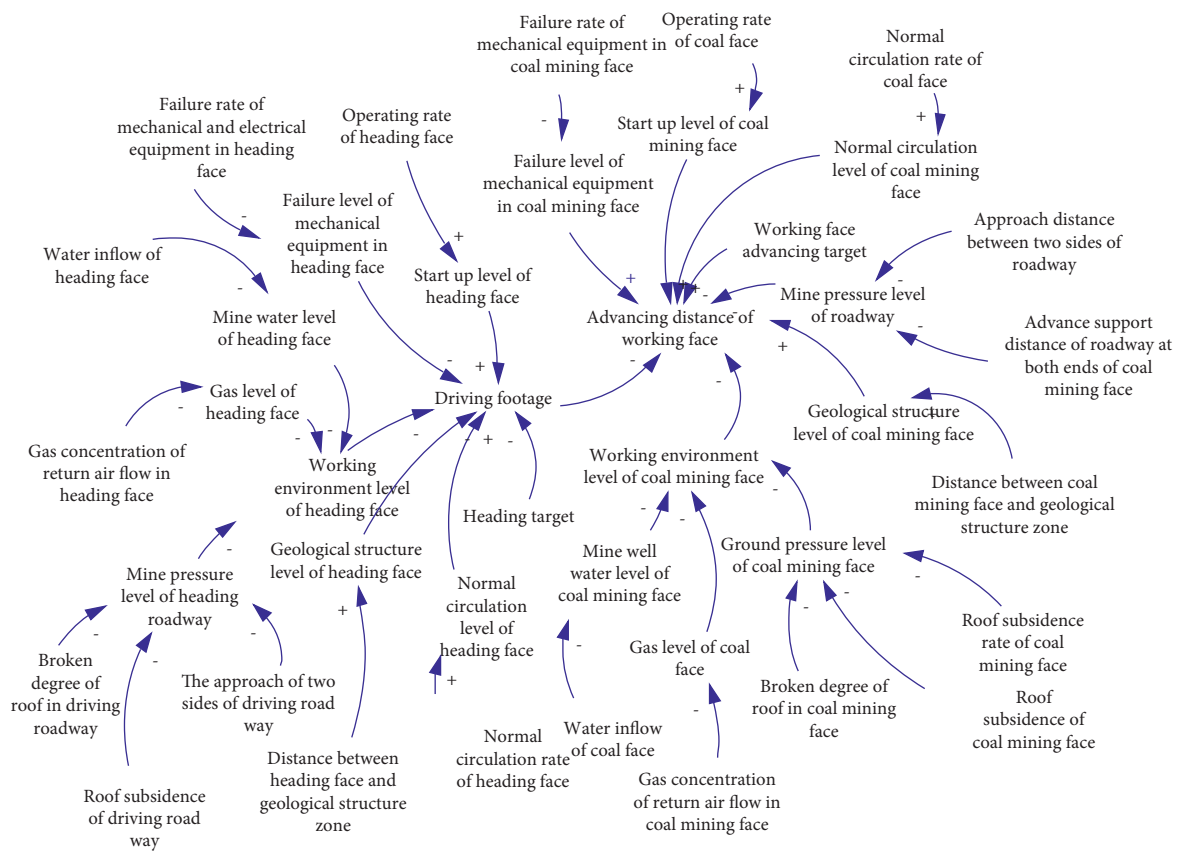 Failure rate of
mechanical equipment in
coal mining face
Operating rate
of coal face
Normal
circulation rate of
coal face
Failure rate of
mechanical and electrical
equipment in heading
face
Operating rate
of heading face
Start up level of coal
mining face
Normal circulation
level of coal mining
face
Failure level of
mechanical equipment
in coal mining face
Failure level of
mechanical
equipment in
heading face
Water inflow of
heading face
Working face
advancing target
Approach distance
between two sides of
roadway
Start up level of
heading face
Mine pressure level
of roadway
Mine water level
of heading face
Advancing distance of
working face
Advance support
distance of roadway at
both ends of coal
mining face
Gas level of
heading face
Driving footage
Geological structure
level of coal mining face
Gas concentration of
return air flow in
heading face
Working
environment level
of heading face
Working environment
level of coal mining face
Distance between coal
mining face and geological
structure zone
Heading target
Geological structure
level of heading face
Mine well
water level of
coal mining face
Ground pressure level
of coal mining face
Mine pressure
level of heading
roadway
Normal
circulation
level of
heading face
Roof subsidence
rate of coal
mining face
Broken
degree of
roof in driving
roadway
The approach of two
sides of driving road
way
Gas level of coal
face
Broken degree of
roof in coal mining
face
Roof
subsidence of
coal mining face
Distance between
heading face and
geological structure
zone
Normal
circulation rate
of heading face
Water inflow
of coal face
Roof subsidence
of driving road
way
Gas concentration
of return air flow in
coal mining face